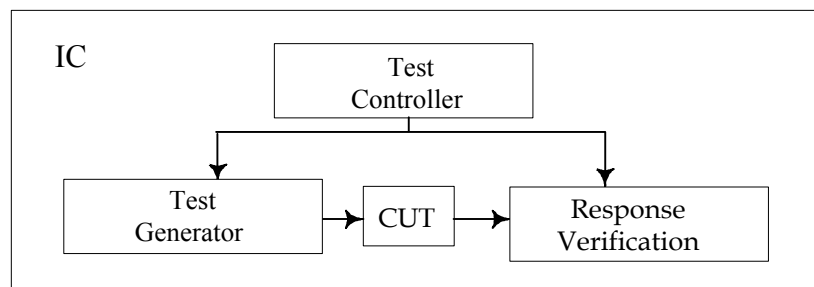 IC
Test
Controller
Test
Generator
CUT
Response
Verification